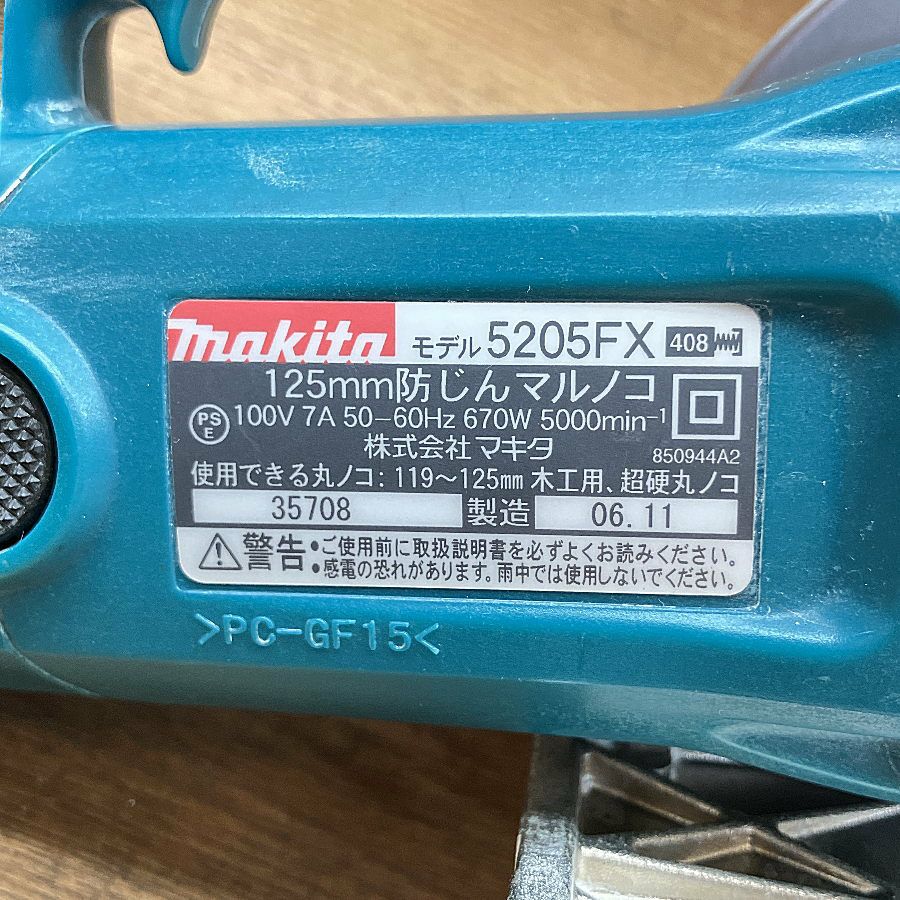 makita モデル 5205FX 408
125mm防じんマルノコ
PS E 100V 7A 50-60Hz 670W 5000min⁻¹
株式会社マキタ 850944A2
使用できる丸ノコ:119〜125mm 木工用、超硬丸ノコ
35708 製造 06.11
警告 •ご使用前に取扱説明書を必ずよくお読みください。
•感電の恐れがあります。雨中では使用しないでください。
>PC-GF15<